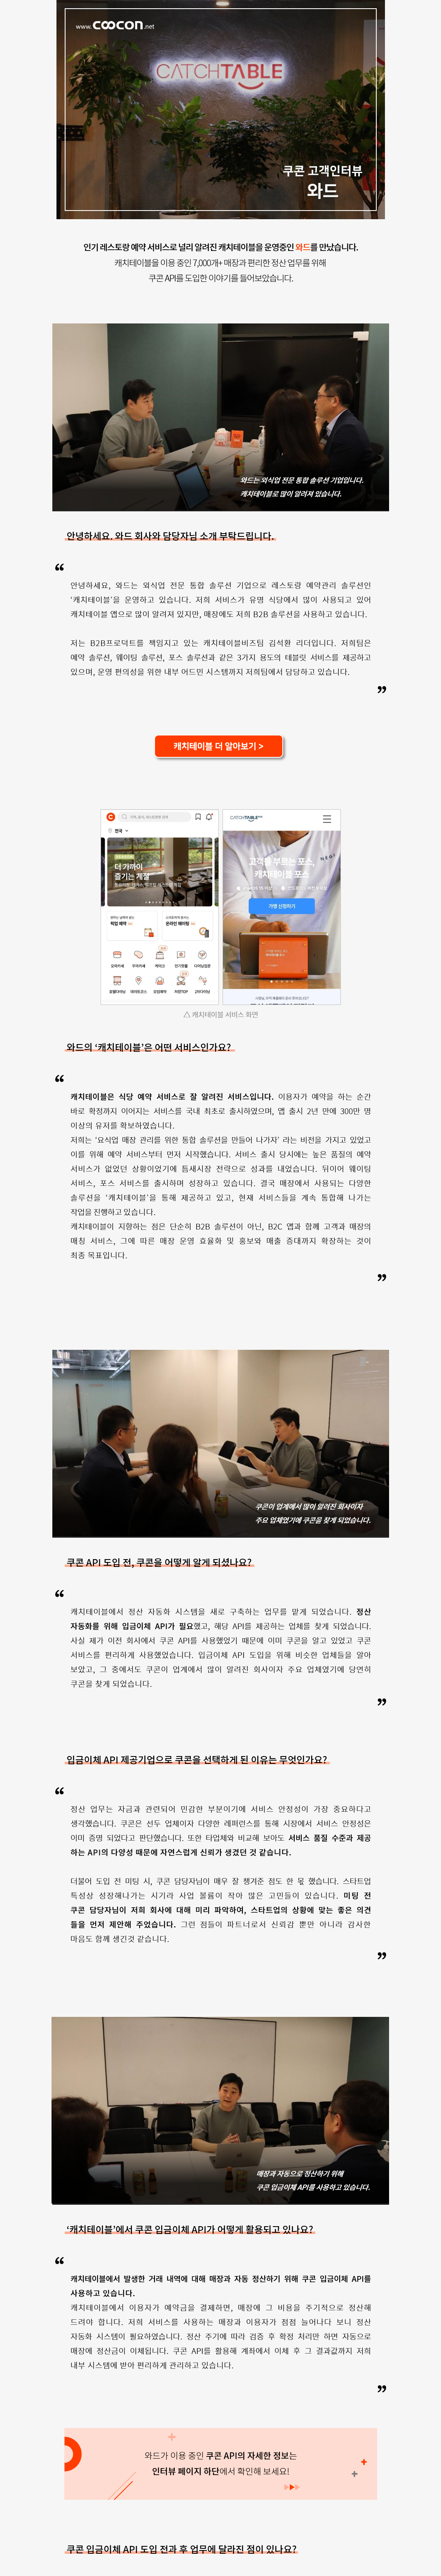 www.coocon.net
CATCHTABLE
쿠콘 고객인터뷰
와드
인기 레스토랑 예약 서비스로 널리 알려진 캐치테이블을 운영중인 와드를 만났습니다.
캐치테이블을 이용 중인 7,000개+ 매장과 편리한 정산 업무를 위해
쿠콘 API를 도입한 이야기를 들어보았습니다.
와드는 외식업 전문 통합 솔루션 기업입니다.
캐치테이블로 많이 알려져 있습니다.
안녕하세요. 와드 회사와 담당자님 소개 부탁드립니다.
“
안녕하세요, 와드는 외식업 전문 통합 솔루션 기업으로 레스토랑 예약관리 솔루션인
‘캐치테이블’을 운영하고 있습니다. 저희 서비스가 유명 식당에서 많이 사용되고 있어
캐치테이블 앱으로 많이 알려져 있지만, 매장에도 저희 B2B 솔루션을 사용하고 있습니다.
저는 B2B프로덕트를 책임지고 있는 캐치테이블비즈팀 김석환 리더입니다. 저희팀은
예약 솔루션, 웨이팅 솔루션, 포스 솔루션과 같은 3가지 용도의 테블릿 서비스를 제공하고
있으며, 운영 편의성을 위한 내부 어드민 시스템까지 저희팀에서 담당하고 있습니다.
”
캐치테이블 더 알아보기 >
전국
더 가까이
즐기는 계절
픽업 예약
온라인 웨이팅
CATCHTABLE
고객을 부르는 포스,
캐치테이블 포스
가맹 신청하기
△ 캐치테이블 서비스 화면
와드의 ‘캐치테이블’은 어떤 서비스인가요?
“
캐치테이블은 식당 예약 서비스로 잘 알려진 서비스입니다. 이용자가 예약을 하는 순간
바로 확정까지 이어지는 서비스를 국내 최초로 출시하였으며, 앱 출시 2년 만에 300만 명
이상의 유저를 확보하였습니다.
저희는 ‘요식업 매장 관리를 위한 통합 솔루션을 만들어 나가자’ 라는 비전을 가지고 있었고
이를 위해 예약 서비스부터 먼저 시작했습니다. 서비스 출시 당시에는 높은 품질의 예약
서비스가 없었던 상황이었기에 틈새시장 전략으로 성과를 내었습니다. 뒤이어 웨이팅
서비스, 포스 서비스를 출시하며 성장하고 있습니다. 결국 매장에서 사용되는 다양한
솔루션을 ‘캐치테이블’을 통해 제공하고 있고, 현재 서비스들을 계속 통합해 나가는
작업을 진행하고 있습니다.
캐치테이블이 지향하는 점은 단순히 B2B 솔루션이 아닌, B2C 앱과 함께 고객과 매장의
매칭 서비스, 그에 따른 매장 운영 효율화 및 홍보와 매출 증대까지 확장하는 것이
최종 목표입니다.
”
쿠콘이 업계에서 많이 알려진 회사이자
주요 업체였기에 쿠콘을 찾게 되었습니다.
쿠콘 API 도입 전, 쿠콘을 어떻게 알게 되셨나요?
“
캐치테이블에서 정산 자동화 시스템을 새로 구축하는 업무를 맡게 되었습니다. 정산
자동화를 위해 입금이체 API가 필요했고, 해당 API를 제공하는 업체를 찾게 되었습니다.
사실 제가 이전 회사에서 쿠콘 API를 사용했었기 때문에 이미 쿠콘을 알고 있었고 쿠콘
서비스를 편리하게 사용했었습니다. 입금이체 API 도입을 위해 비슷한 업체들을 알아
보았고, 그 중에서도 쿠콘이 업계에서 많이 알려진 회사이자 주요 업체였기에 당연히
쿠콘을 찾게 되었습니다.
”
입금이체 API 제공기업으로 쿠콘을 선택하게 된 이유는 무엇인가요?
“
정산 업무는 자금과 관련되어 민감한 부분이기에 서비스 안정성이 가장 중요하다고
생각했습니다. 쿠콘은 선두 업체이자 다양한 레퍼런스를 통해 시장에서 서비스 안정성은
이미 증명 되었다고 판단했습니다. 또한 타업체와 비교해 보아도 서비스 품질 수준과 제공
하는 API의 다양성 때문에 자연스럽게 신뢰가 생겼던 것 같습니다.
더불어 도입 전 미팅 시, 쿠콘 담당자님이 매우 잘 챙겨준 점도 한 몫 했습니다. 스타트업
특성상 성장해나가는 시기라 사업 볼륨이 작아 많은 고민들이 있습니다. 미팅 전
쿠콘 담당자님이 저희 회사에 대해 미리 파악하여, 스타트업의 상황에 맞는 좋은 의견
들을 먼저 제안해 주었습니다. 그런 점들이 파트너로서 신뢰감 뿐만 아니라 감사한
마음도 함께 생긴것 같습니다.
”
매장과 자동으로 정산하기 위해
쿠콘 입금이체 API를 사용하고 있습니다.
‘캐치테이블’에서 쿠콘 입금이체 API가 어떻게 활용되고 있나요?
“
캐치테이블에서 발생한 거래 내역에 대해 매장과 자동 정산하기 위해 쿠콘 입금이체 API를
사용하고 있습니다.
캐치테이블에서 이용자가 예약금을 결제하면, 매장에 그 비용을 주기적으로 정산해
드려야 합니다. 저희 서비스를 사용하는 매장과 이용자가 점점 늘어나다 보니 정산
자동화 시스템이 필요하였습니다. 정산 주기에 따라 검증 후 확정 처리만 하면 자동으로
매장에 정산금이 이체됩니다. 쿠콘 API를 활용해 계좌에서 이체 후 그 결과값까지 저희
내부 시스템에 받아 편리하게 관리하고 있습니다.
”
와드가 이용 중인 쿠콘 API의 자세한 정보는
인터뷰 페이지 하단에서 확인해 보세요!
쿠콘 입금이체 API 도입 전과 후 업무에 달라진 점이 있나요?